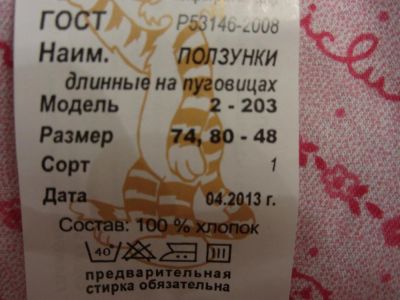 ГОСТ Р53146-2008
Наим. ПОЛЗУНКИ
длинные на пуговицах
Модель 2 - 203
Размер 74, 80 - 48
Сорт 1
Дата 04.2013 г.
Состав: 100 % хлопок
40
предварительная
стирка обязательна